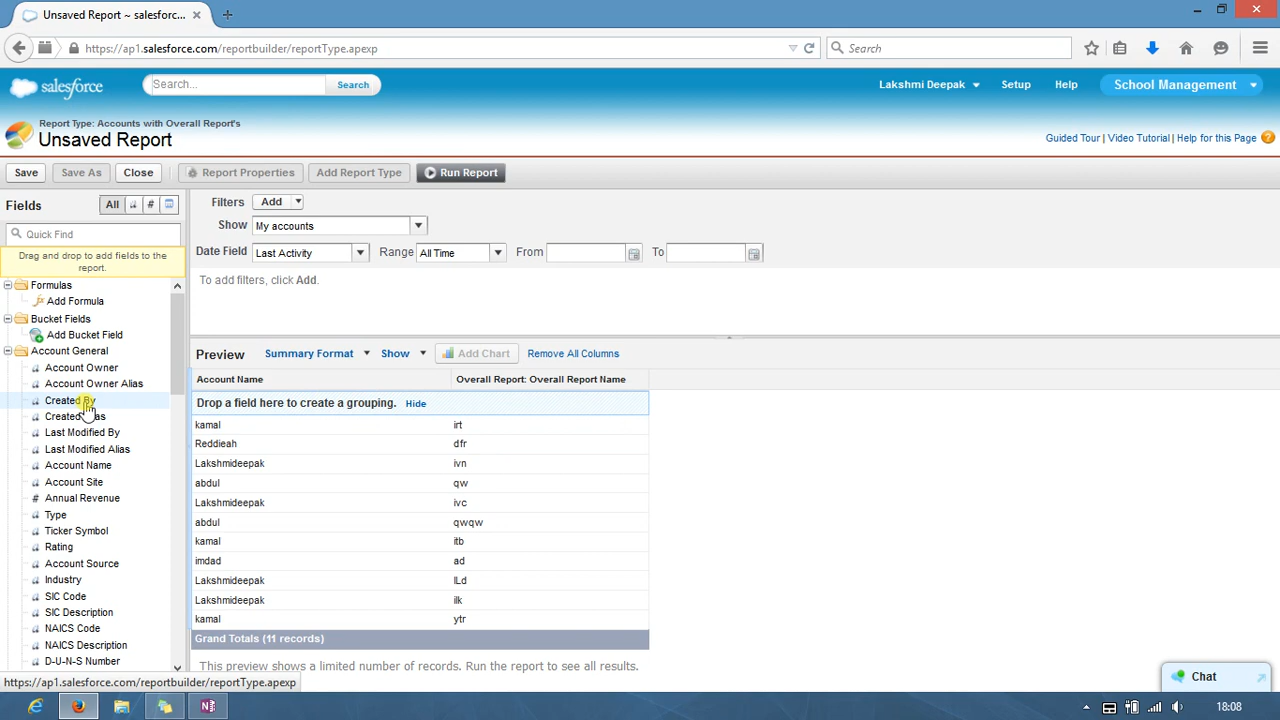 Unsaved Report ~ salesforc...
https://ap1.salesforce.com/reportbuilder/reportType.apexp
Search
salesforce
Search...
Search
Lakshmi Deepak
Setup
Help
School Management
Report Type: Accounts with Overall Report's
Unsaved Report
Guided Tour | Video Tutorial | Help for this Page
Save
Save As
Close
Report Properties
Add Report Type
Run Report
Fields
All
a
#
Quick Find
Drag and drop to add fields to the
report.
Formulas
fx Add Formula
Bucket Fields
Add Bucket Field
Account General
a Account Owner
a Account Owner Alias
a Created By
a Created Alias
a Last Modified By
a Last Modified Alias
a Account Name
a Account Site
# Annual Revenue
a Type
a Ticker Symbol
a Rating
a Account Source
a Industry
a SIC Code
a SIC Description
a NAICS Code
a NAICS Description
a D-U-N-S Number
Filters
Add
Show
My accounts
Date Field
Last Activity
Range
All Time
From
To
To add filters, click Add.
Preview
Summary Format
Show
Add Chart
Remove All Columns
Account Name Overall Report: Overall Report Name
Drop a field here to create a grouping. Hide
kamal irt
Reddieah dfr
Lakshmideepak ivn
abdul qw
Lakshmideepak ivc
abdul qwqw
kamal itb
imdad ad
Lakshmideepak lLd
Lakshmideepak ilk
kamal ytr
Grand Totals (11 records)
This preview shows a limited number of records. Run the report to see all results.
https://ap1.salesforce.com/reportbuilder/reportType.apexp
Chat
18:08